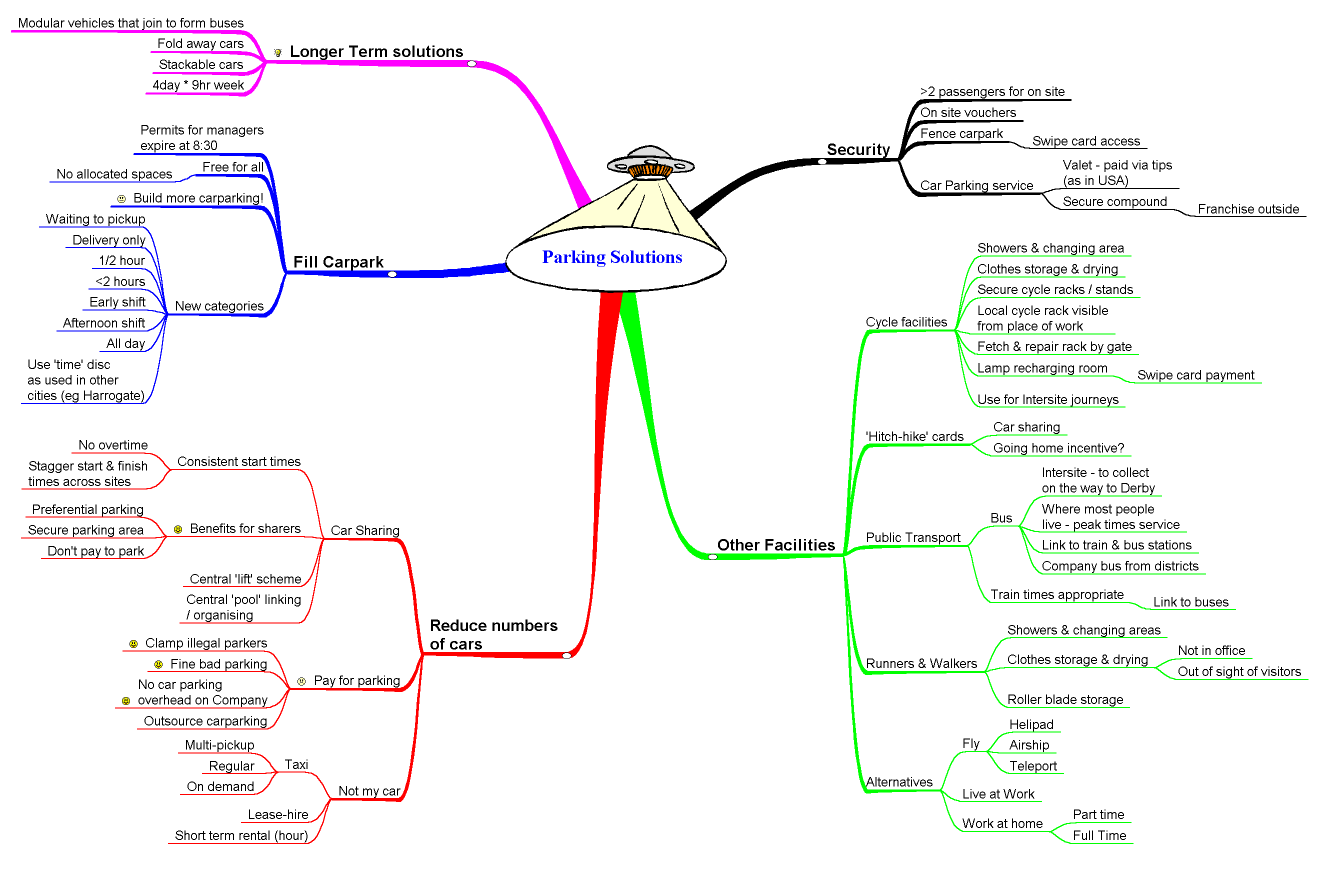 Parking Solutions
Longer Term solutions
Modular vehicles that join to form buses
Fold away cars
Stackable cars
4day * 9hr week
Fill Carpark
Permits for managers
expire at 8:30
Free for all
No allocated spaces
Build more carparking!
New categories
Waiting to pickup
Delivery only
1/2 hour
<2 hours
Early shift
Afternoon shift
All day
Use 'time' disc
as used in other
cities (eg Harrogate)
Reduce numbers
of cars
Car Sharing
Consistent start times
No overtime
Stagger start & finish
times across sites
Benefits for sharers
Preferential parking
Secure parking area
Don't pay to park
Central 'lift' scheme
Central 'pool' linking
/ organising
Pay for parking
Clamp illegal parkers
Fine bad parking
No car parking
overhead on Company
Outsource carparking
Not my car
Taxi
Multi-pickup
Regular
On demand
Lease-hire
Short term rental (hour)
Security
>2 passengers for on site
On site vouchers
Fence carpark
Swipe card access
Car Parking service
Valet - paid via tips
(as in USA)
Secure compound
Franchise outside
Other Facilities
Cycle facilities
Showers & changing area
Clothes storage & drying
Secure cycle racks / stands
Local cycle rack visible
from place of work
Fetch & repair rack by gate
Lamp recharging room
Swipe card payment
Use for Intersite journeys
'Hitch-hike' cards
Car sharing
Going home incentive?
Public Transport
Bus
Intersite - to collect
on the way to Derby
Where most people
live - peak times service
Link to train & bus stations
Company bus from districts
Train times appropriate
Link to buses
Runners & Walkers
Showers & changing areas
Clothes storage & drying
Not in office
Out of sight of visitors
Roller blade storage
Alternatives
Fly
Helipad
Airship
Teleport
Live at Work
Work at home
Part time
Full Time